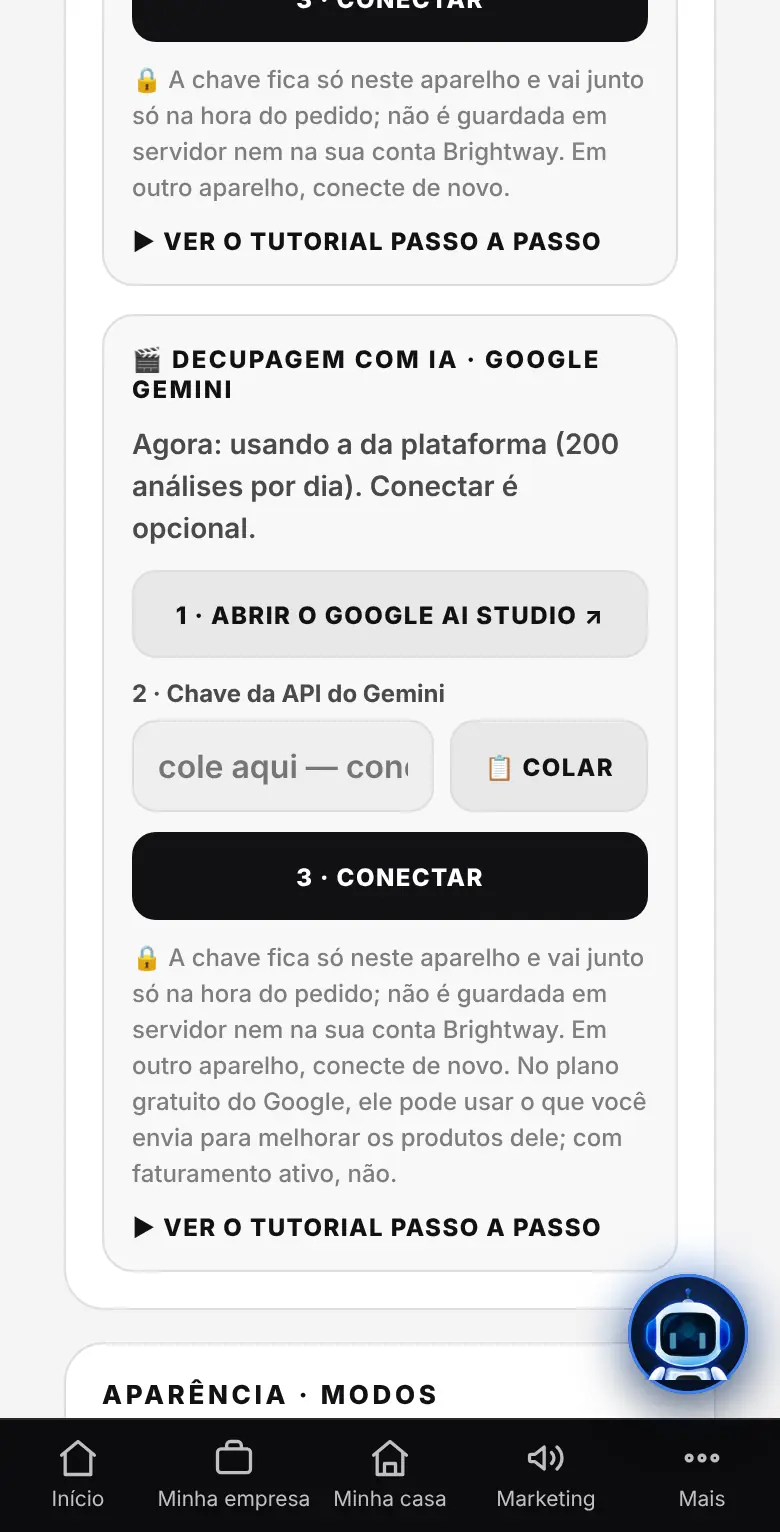 3 · CONECTAR
🔒 A chave fica só neste aparelho e vai junto
só na hora do pedido; não é guardada em
servidor nem na sua conta Brightway. Em
outro aparelho, conecte de novo.
▶ VER O TUTORIAL PASSO A PASSO
🎬 DECUPAGEM COM IA · GOOGLE
GEMINI
Agora: usando a da plataforma (200
análises por dia). Conectar é
opcional.
1 · ABRIR O GOOGLE AI STUDIO ↗
2 · Chave da API do Gemini
cole aqui — con
📋 COLAR
3 · CONECTAR
🔒 A chave fica só neste aparelho e vai junto
só na hora do pedido; não é guardada em
servidor nem na sua conta Brightway. Em
outro aparelho, conecte de novo. No plano
gratuito do Google, ele pode usar o que você
envia para melhorar os produtos dele; com
faturamento ativo, não.
▶ VER O TUTORIAL PASSO A PASSO
APARÊNCIA · MODOS
Início
Minha empresa
Minha casa
Marketing
Mais